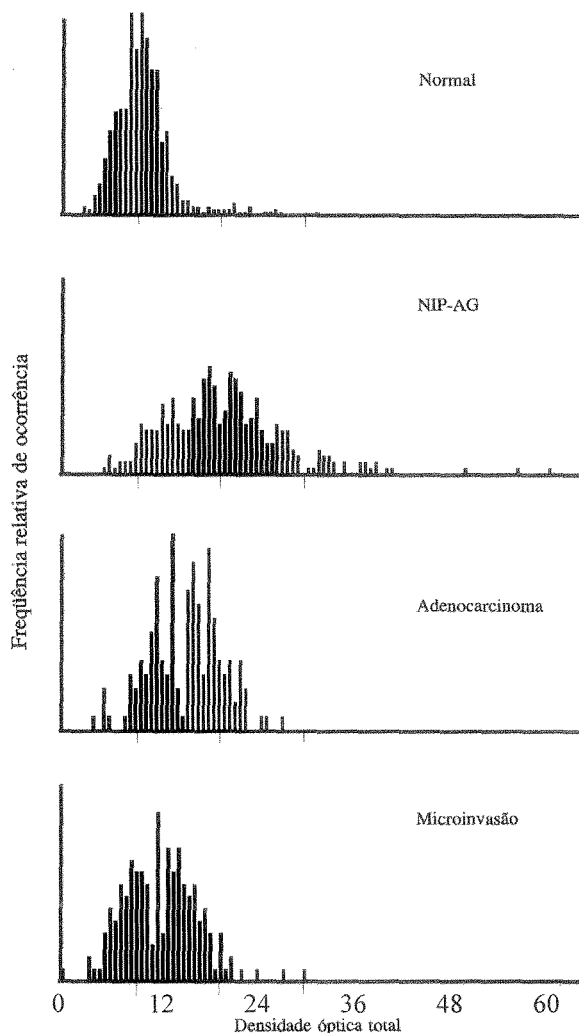 Normal
NIP-AG
Freqüência relativa de ocorrência
Adenocarcinoma
Microinvasão
0 12 24 36 48 60
Densidade óptica total